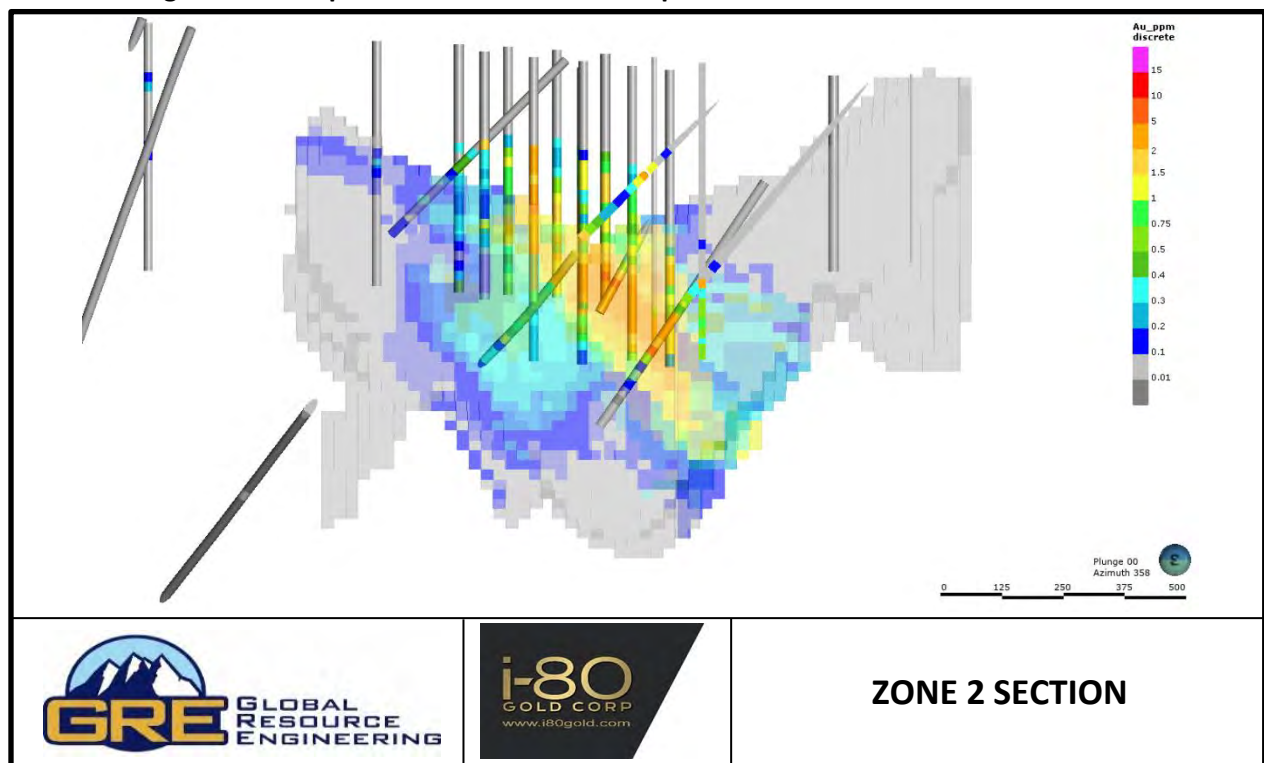 Au_ppm
discrete
15
10
5
2
1.5
1
0.75
0.5
0.4
0.3
0.2
0.1
0.01
Plunge 00
Azimuth 358
0 125 250 375 500
GRE GLOBAL
RESOURCE
ENGINEERING
i-80
GOLD CORP
www.i80gold.com
ZONE 2 SECTION